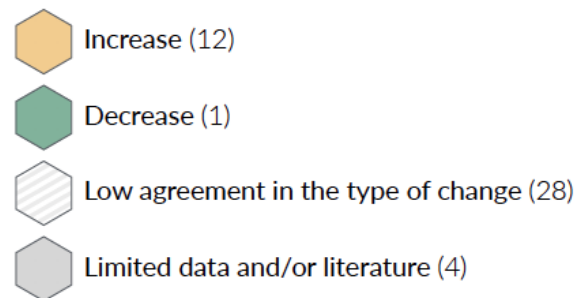 Increase (12)
Decrease (1)
Low agreement in the type of change (28)
Limited data and/or literature (4)